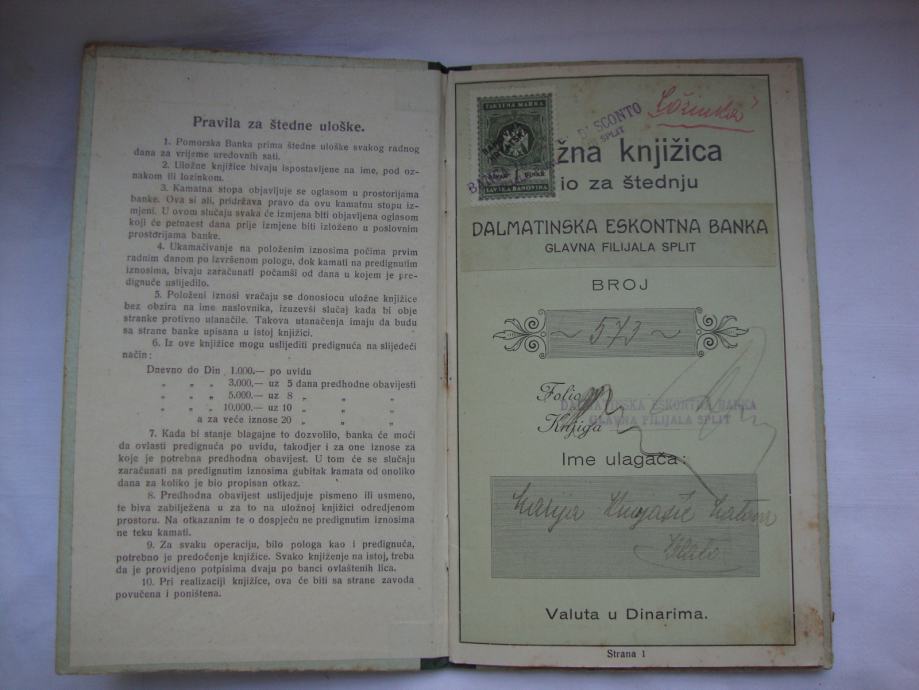 Pravila za štedne uloške.
1. Pomorska Banka prima štedne uloške svakog radnog
dana za vrijeme uredovnih sati.
2. Uložne knjižice bivaju ispostavljene na ime, pod oz-
nakom ili lozinkom.
3. Kamatna stopa objavljuje se oglasom u prostorijama
banke. Ova si ali, pridržava pravo da ovu kamatnu stopu iz-
mjeni. U ovom slučaju svaka će izmjena biti objavljena oglasom
koji će petnaest dana prije izmjene biti izloženo u poslovnim
prostorijama banke.
4. Ukamaćivanje na položenim iznosima počima prvim
radnim danom po izvršenom pologu, dok kamati na predignutim
iznosima, bivaju zaračunati počamši od dana u kojem je pre-
dignuće uslijedilo.
5. Položeni iznosi vračaju se donosiocu uložne knjižice
bez obzira na ime naslovnika, izuzevši slučaj kada bi obje
stranke protivno utanačile. Takova utanačenja imaju da budu
sa strane banke upisana u istoj knjižici.
6. Iz ove knjižice mogu uslijediti predignuća na slijedeći
način:
Dnevno do Din 1.000.— po uvidu
„ „ „ 3,000.— uz 5 dana predhodne obavijesti
„ „ „ 5.000.— uz 8 „ „ „
„ „ „ 10,000.— uz 10 „ „ „
a za veće iznose 20 „ „ „
7. Kada bi stanje blagajne to dozvolilo, banka će moći
da ovlasti predignuća po uvidu, takodjer i za one iznose za
koje je potrebna predhodna obavijest. U tom će se slučaju
zaračunati na predignutim iznosima gubitak kamata od onoliko
dana za koliko je bio propisan otkaz.
8. Predhodna obavijest uslijedjuje pismeno ili usmeno,
te biva zabilježena u za to na uložnoj knjižici odredjenom
prostoru. Na otkazanim te o dospjeću ne predignutim iznosima
ne teku kamati.
9. Za svaku operaciju, bilo pologa kao i predignuća,
potrebno je predočenje knjižice. Svako knjiženje na istoj, treba
da je providjeno potpisima dvaju po banci ovlaštenih lica.
10. Pri realizaciji knjižice, ova će biti sa strane zavoda
povučena i poništena.
TAKSENA MARKA
1
SAVSKA BANOVINA
SCONTO
SPLIT
Lozinka
žna knjižica
io za štednju
DALMATINSKA ESKONTNA BANKA
GLAVNA FILIJALA SPLIT
BROJ
~ 573 ~
Folio
DALMATINSKA ESKONTNA BANKA
GLAVNA FILIJALA SPLIT
Knjiga
Ime ulagača:
Marija
Blato
Valuta u Dinarima.
Strana 1